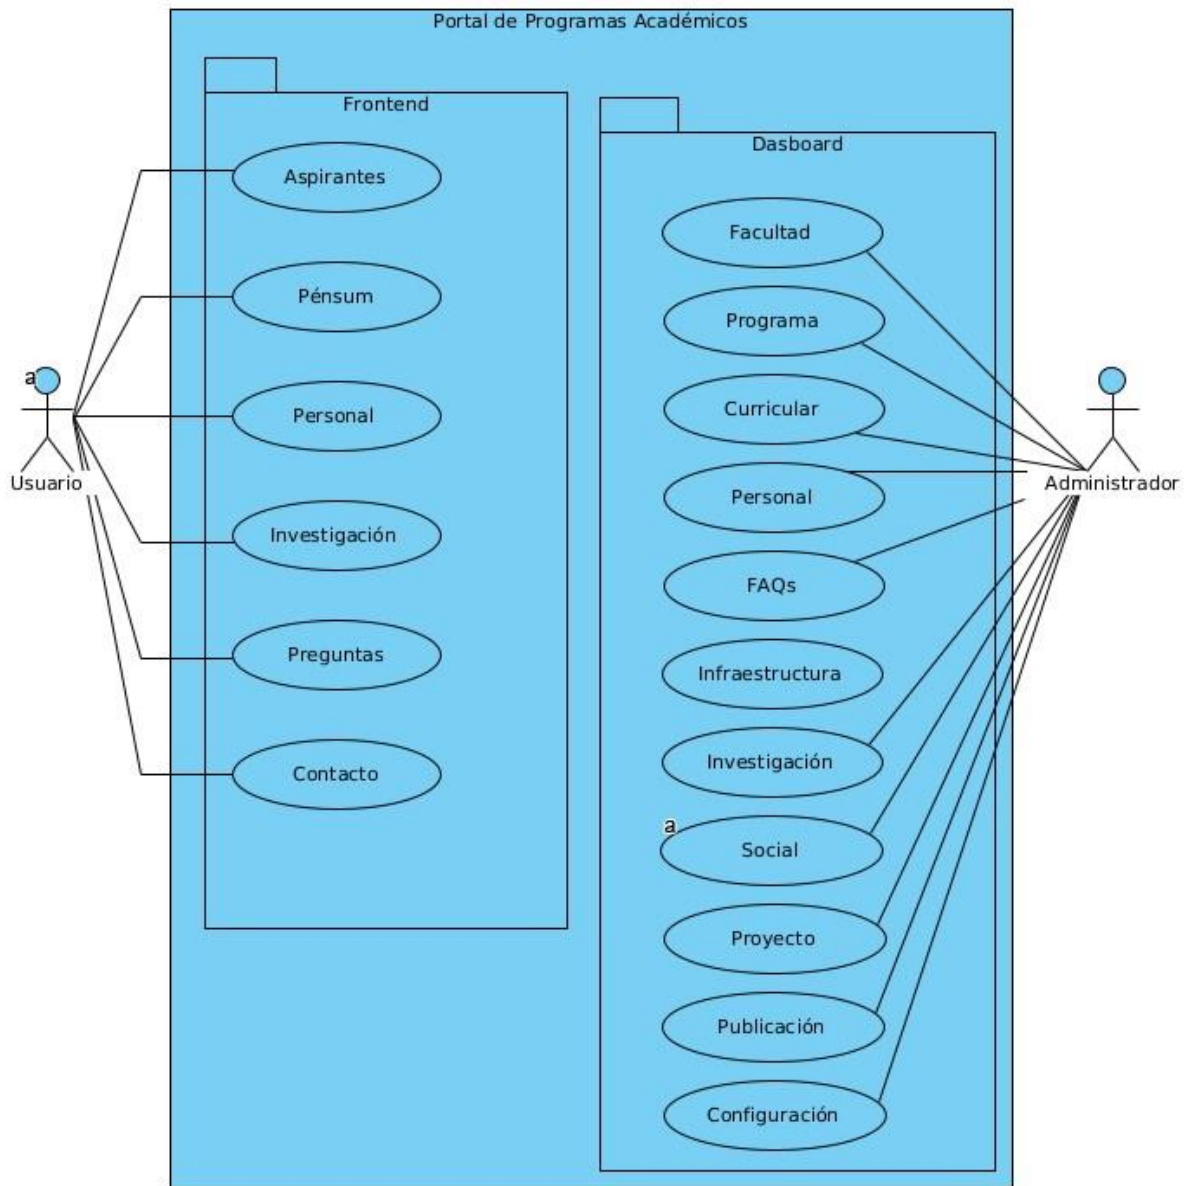 Portal de Programas Académicos
Frontend
Aspirantes
Pénsum
Personal
Investigación
Preguntas
Contacto
a
Usuario
Dasboard
Facultad
Programa
Curricular
Personal
FAQs
Infraestructura
Investigación
a
Social
Proyecto
Publicación
Configuración
Administrador